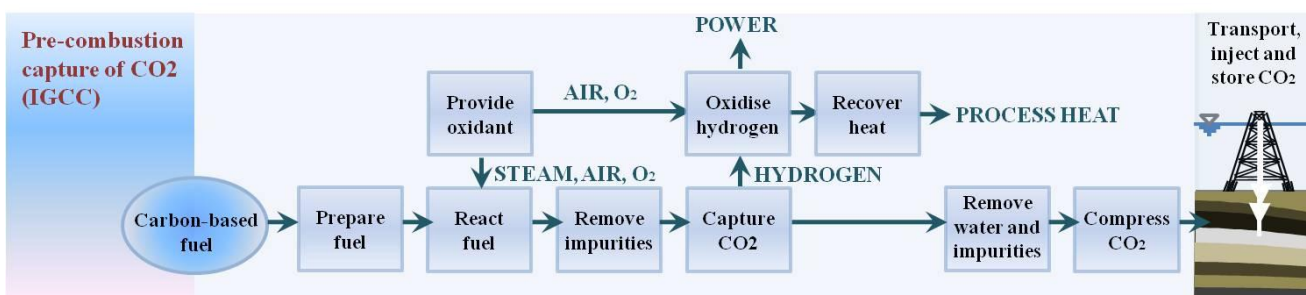 Pre-combustion
capture of CO2
(IGCC)
POWER
Transport,
inject and
store CO₂
Provide
oxidant
AIR, O₂
Oxidise
hydrogen
Recover
heat
PROCESS HEAT
STEAM, AIR, O₂
HYDROGEN
Carbon-based
fuel
Prepare
fuel
React
fuel
Remove
impurities
Capture
CO2
Remove
water and
impurities
Compress
CO₂